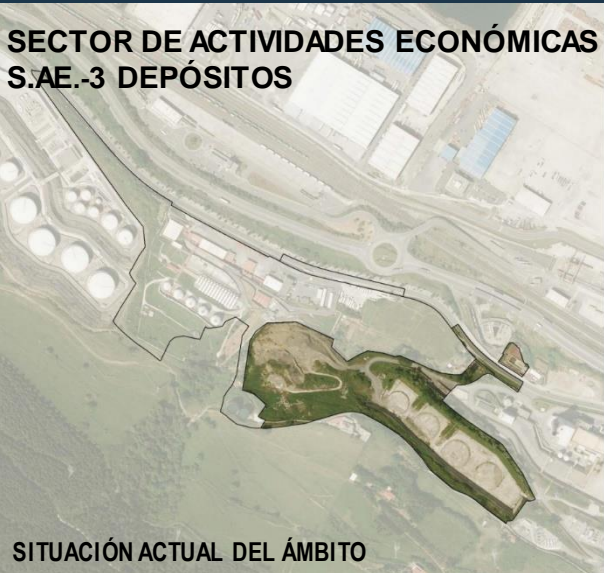 SECTOR DE ACTIVIDADES ECONÓMICAS
S.AE.-3 DEPÓSITOS
SITUACIÓN ACTUAL DEL ÁMBITO